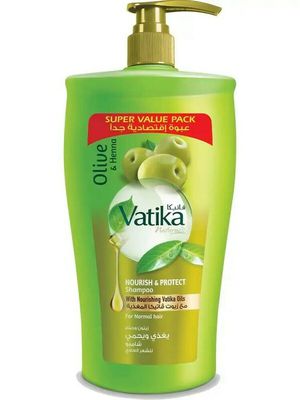 SUPER VALUE PACK
عبوة إقتصادية جداً
Olive
& Henna
فاتيكا
Vatika
Naturals
NOURISH & PROTECT
Shampoo
With Nourishing Vatika Oils
مع زيوت ڤاتيكا المغذية
For Normal hair
زيتون وحناء
يغذي ويحمي
شامبو
للشعر العادي